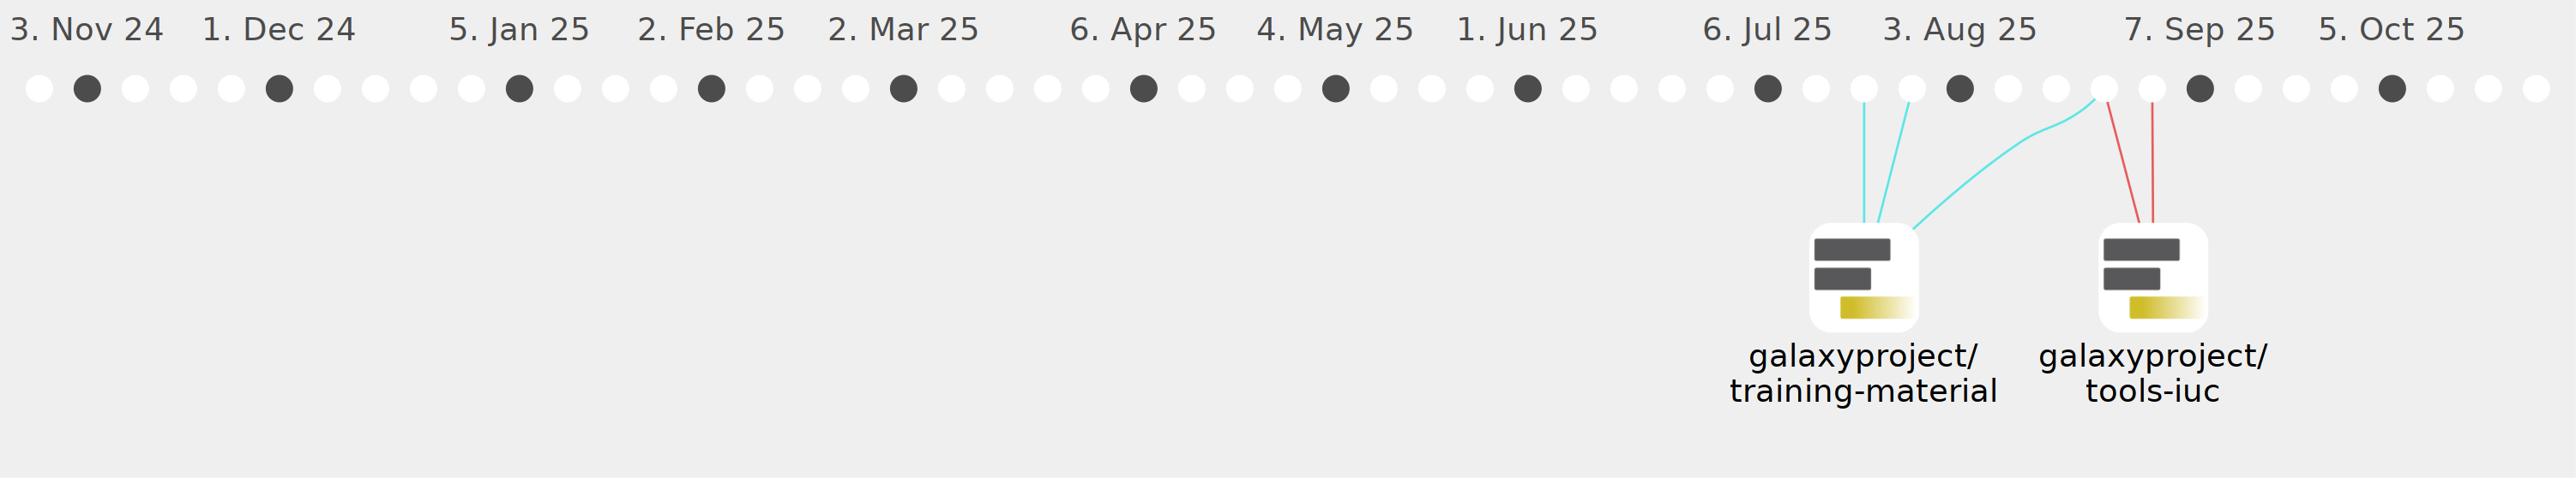 3. Nov 24 1. Dec 24 5. Jan 25 2. Feb 25 2. Mar 25 6. Apr 25 4. May 25 1. Jun 25 6. Jul 25 3. Aug 25 7. Sep 25 5. Oct 25
galaxyproject/
training-material
galaxyproject/
tools-iuc